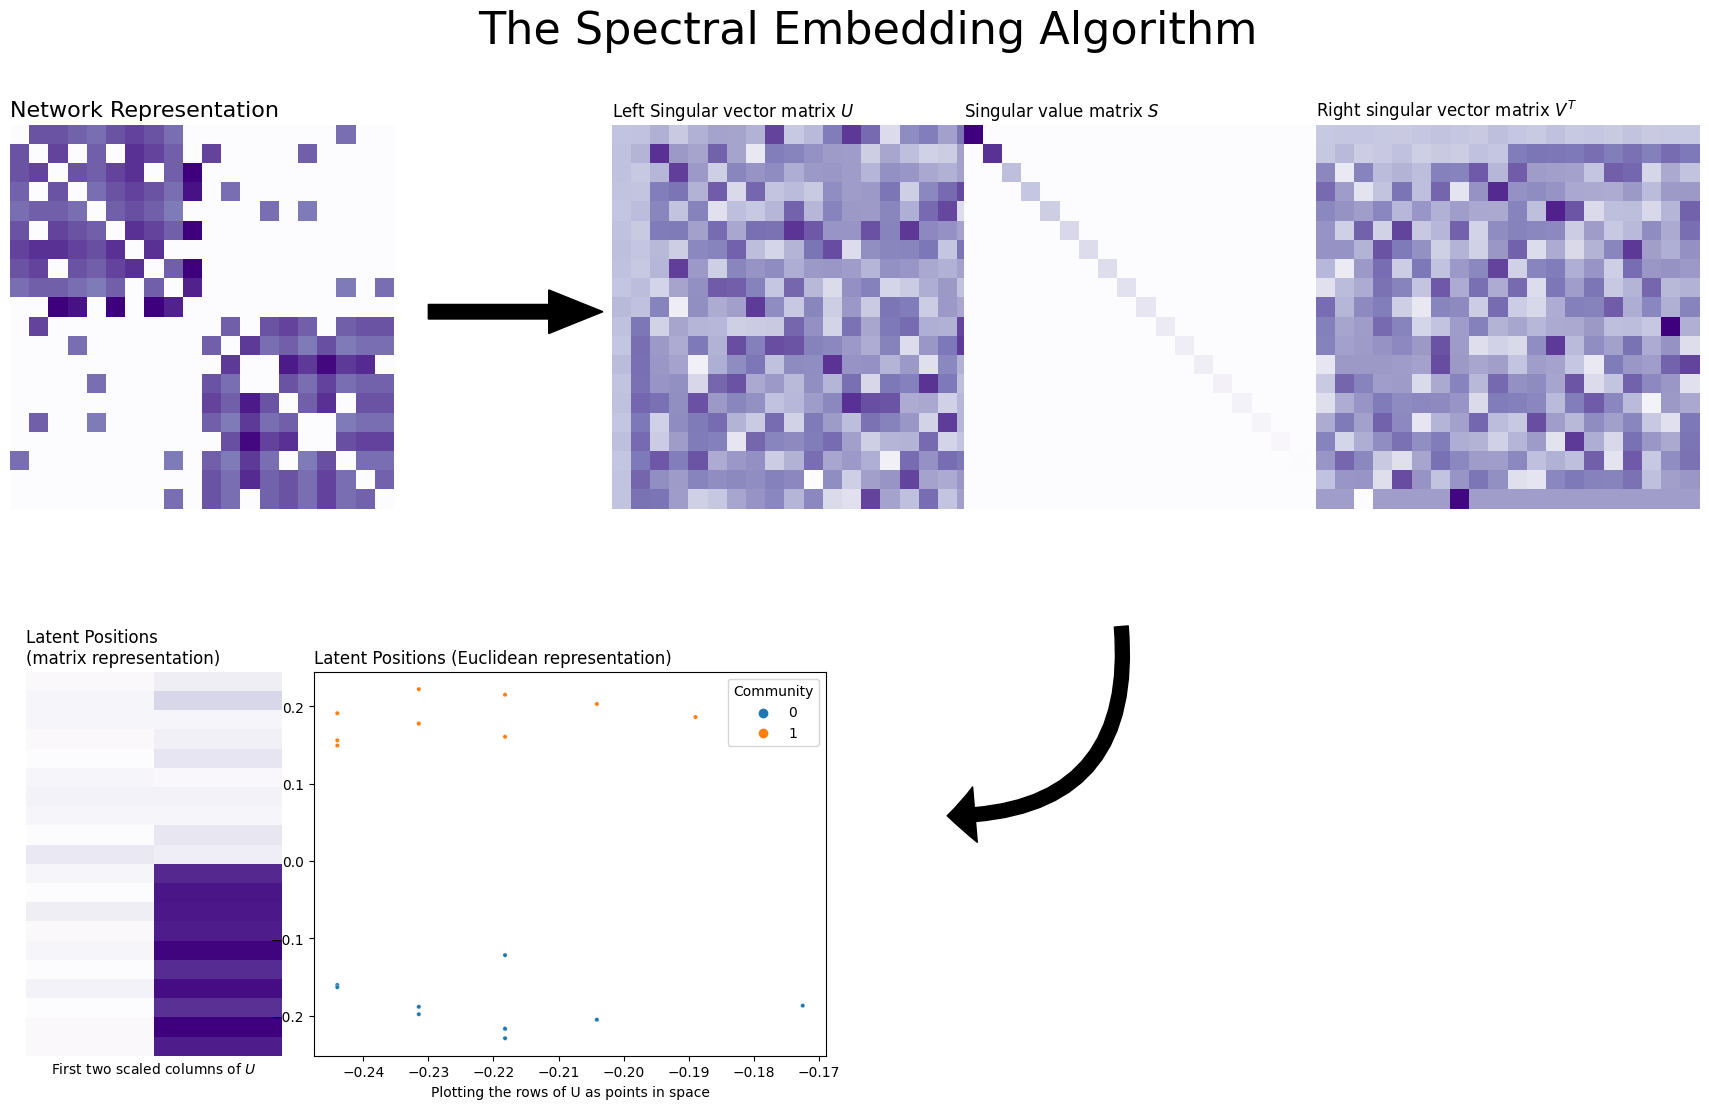 The Spectral Embedding Algorithm
Network Representation
Left Singular vector matrix U
Singular value matrix S
Right singular vector matrix V^T
Latent Positions
(matrix representation)
First two scaled columns of U
Latent Positions (Euclidean representation)
Community
0
1
0.2
0.1
0.0
−0.1
−0.2
−0.24 −0.23 −0.22 −0.21 −0.20 −0.19 −0.18 −0.17
Plotting the rows of U as points in space